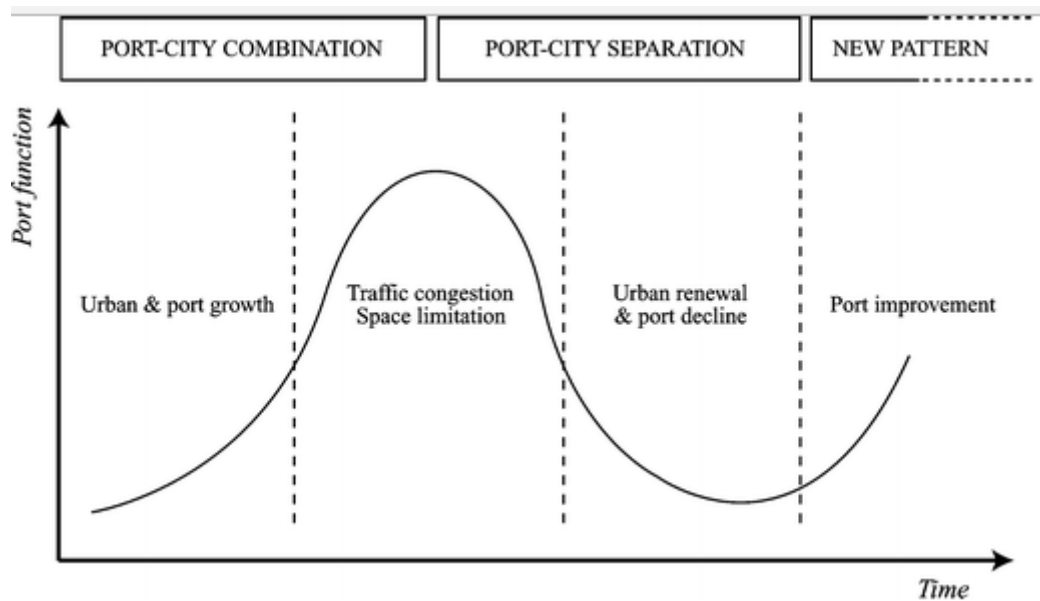 PORT-CITY COMBINATION
PORT-CITY SEPARATION
NEW PATTERN
Port function
Urban & port growth
Traffic congestion
Space limitation
Urban renewal
& port decline
Port improvement
Time